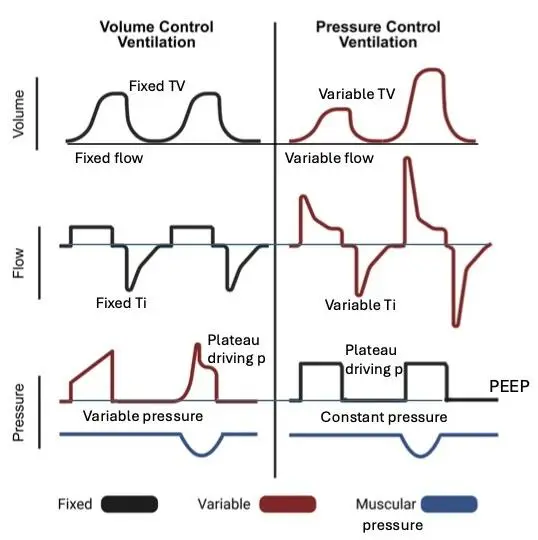 Volume Control
Ventilation
Pressure Control
Ventilation
Volume
Fixed TV
Variable TV
Fixed flow
Variable flow
Flow
Fixed Ti
Variable Ti
Pressure
Plateau
driving p
Plateau
driving p
PEEP
Variable pressure
Constant pressure
Fixed
Variable
Muscular
pressure